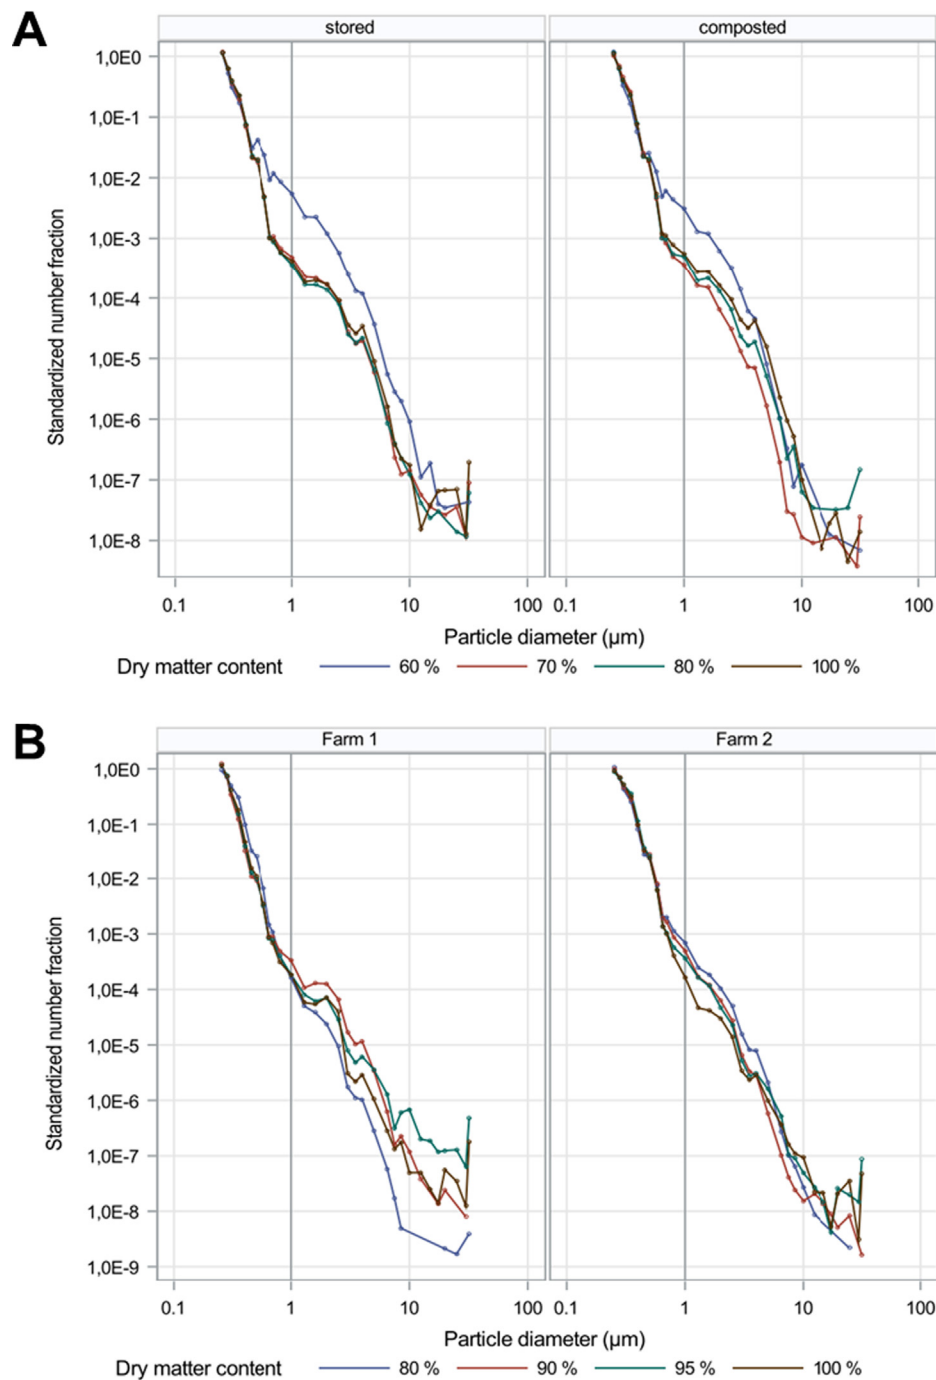 A
stored composted
1,0E0
1,0E-1
1,0E-2
1,0E-3
1,0E-4
1,0E-5
1,0E-6
1,0E-7
1,0E-8
Standardized number fraction
0.1 1 10 100 0.1 1 10 100
Particle diameter (µm)
Dry matter content 60 % 70 % 80 % 100 %
B
Farm 1 Farm 2
1,0E0
1,0E-1
1,0E-2
1,0E-3
1,0E-4
1,0E-5
1,0E-6
1,0E-7
1,0E-8
1,0E-9
Standardized number fraction
0.1 1 10 100 0.1 1 10 100
Particle diameter (µm)
Dry matter content 80 % 90 % 95 % 100 %